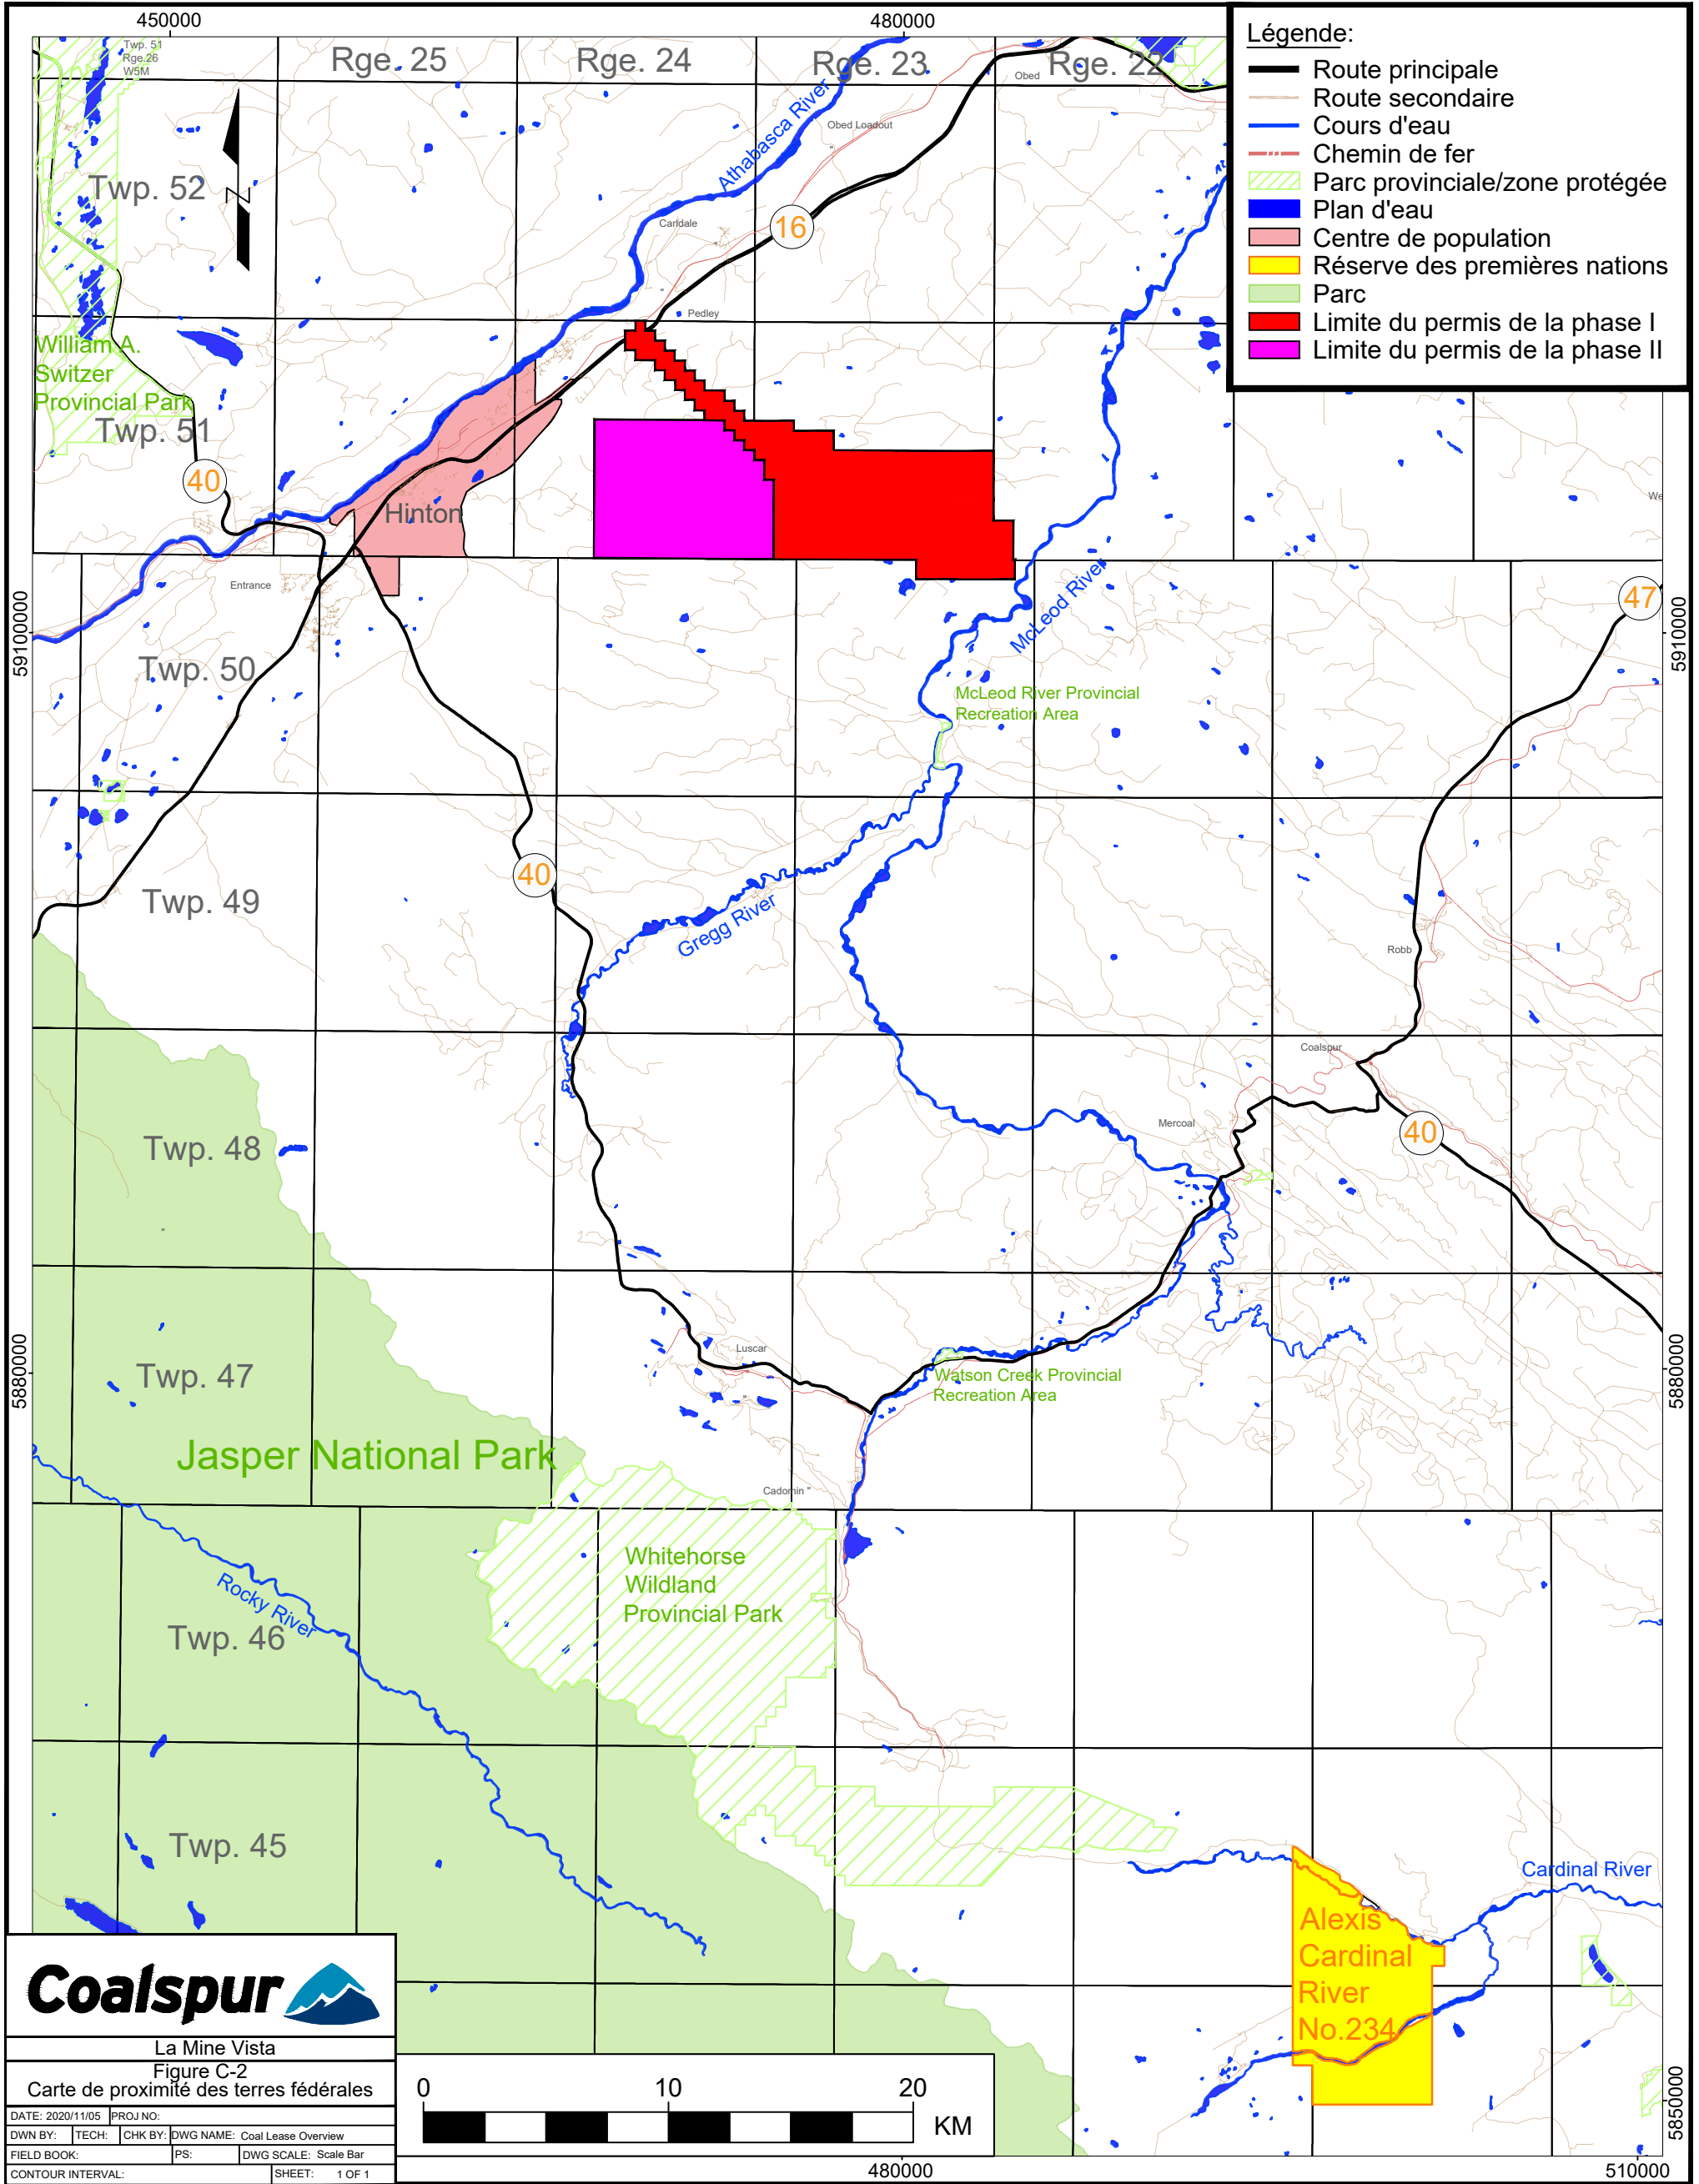 450000
480000
Twp. 51
Rge.26
W5M
Rge. 25
Rge. 24
Rge. 23
Rge. 22
Obed
Légende:
Route principale
Route secondaire
Cours d'eau
Chemin de fer
Parc provinciale/zone protégée
Plan d'eau
Centre de population
Réserve des premières nations
Parc
Limite du permis de la phase I
Limite du permis de la phase II
Athabasca River
Obed Loadout
Twp. 52
Caridale
16
Pedley
William A.
Switzer
Provincial Park
Twp. 51
40
Hinton
We
Entrance
McLeod River
47
5910000
5910000
Twp. 50
McLeod River Provincial
Recreation Area
40
Twp. 49
Gregg River
Robb
Coalspur
Mercoal
40
Twp. 48
Luscar
5880000
5880000
Twp. 47
Watson Creek Provincial
Recreation Area
Jasper National Park
Cadomin
Whitehorse
Wildland
Provincial Park
Rocky River
Twp. 46
Twp. 45
Cardinal River
Alexis
Cardinal
River
No.234
Coalspur
La Mine Vista
Figure C-2
Carte de proximité des terres fédérales
DATE: 2020/11/05 PROJ NO:
DWN BY: TECH: CHK BY: DWG NAME: Coal Lease Overview
FIELD BOOK: PS: DWG SCALE: Scale Bar
CONTOUR INTERVAL: SHEET: 1 OF 1
0 10 20
KM
5850000
480000
510000